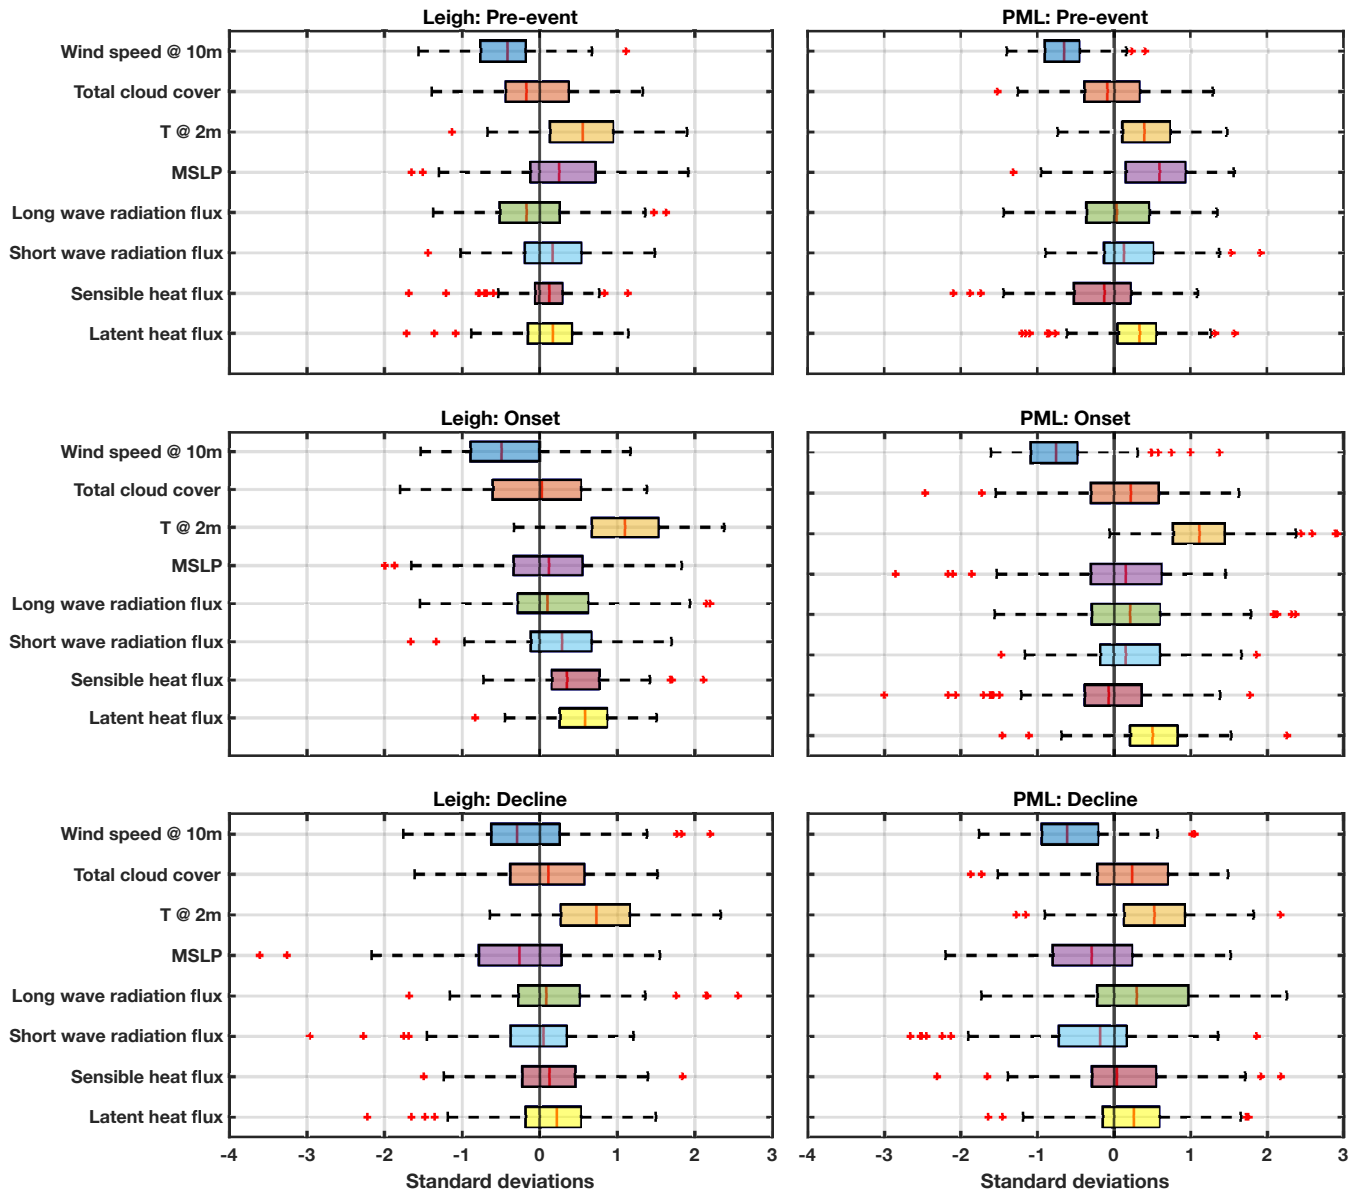 Leigh: Pre-event
PML: Pre-event
Wind speed @ 10m
Total cloud cover
T @ 2m
MSLP
Long wave radiation flux
Short wave radiation flux
Sensible heat flux
Latent heat flux
Leigh: Onset
PML: Onset
Wind speed @ 10m
Total cloud cover
T @ 2m
MSLP
Long wave radiation flux
Short wave radiation flux
Sensible heat flux
Latent heat flux
Leigh: Decline
PML: Decline
Wind speed @ 10m
Total cloud cover
T @ 2m
MSLP
Long wave radiation flux
Short wave radiation flux
Sensible heat flux
Latent heat flux
-4 -3 -2 -1 0 1 2 3
-4 -3 -2 -1 0 1 2 3
Standard deviations
Standard deviations